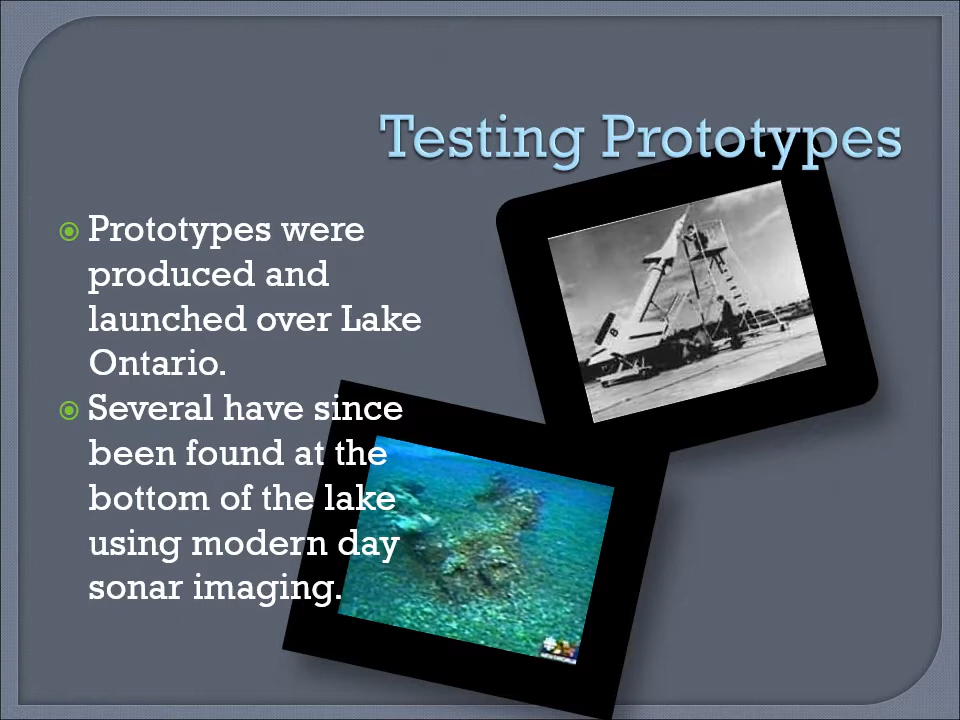 Testing Prototypes
Prototypes were
produced and
launched over Lake
Ontario.
Several have since
been found at the
bottom of the lake
using modern day
sonar imaging.
8